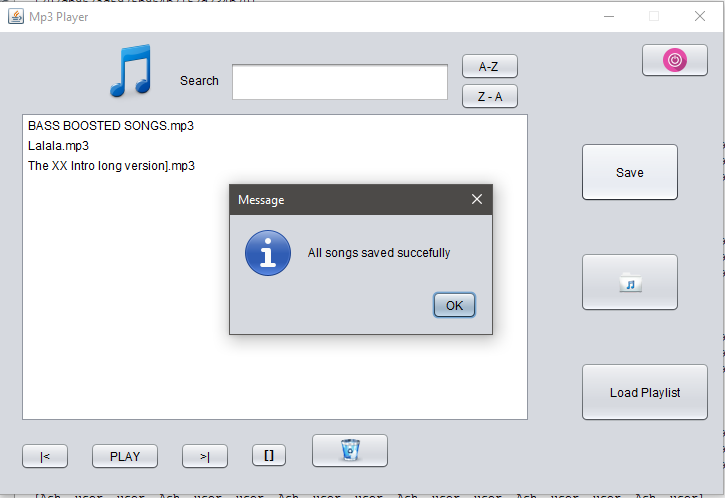 Mp3 Player
Search
A-Z
Z - A
BASS BOOSTED SONGS.mp3
Lalala.mp3
The XX Intro long version].mp3
Save
Message
All songs saved succefully
OK
Load Playlist
|<
PLAY
>|
[]